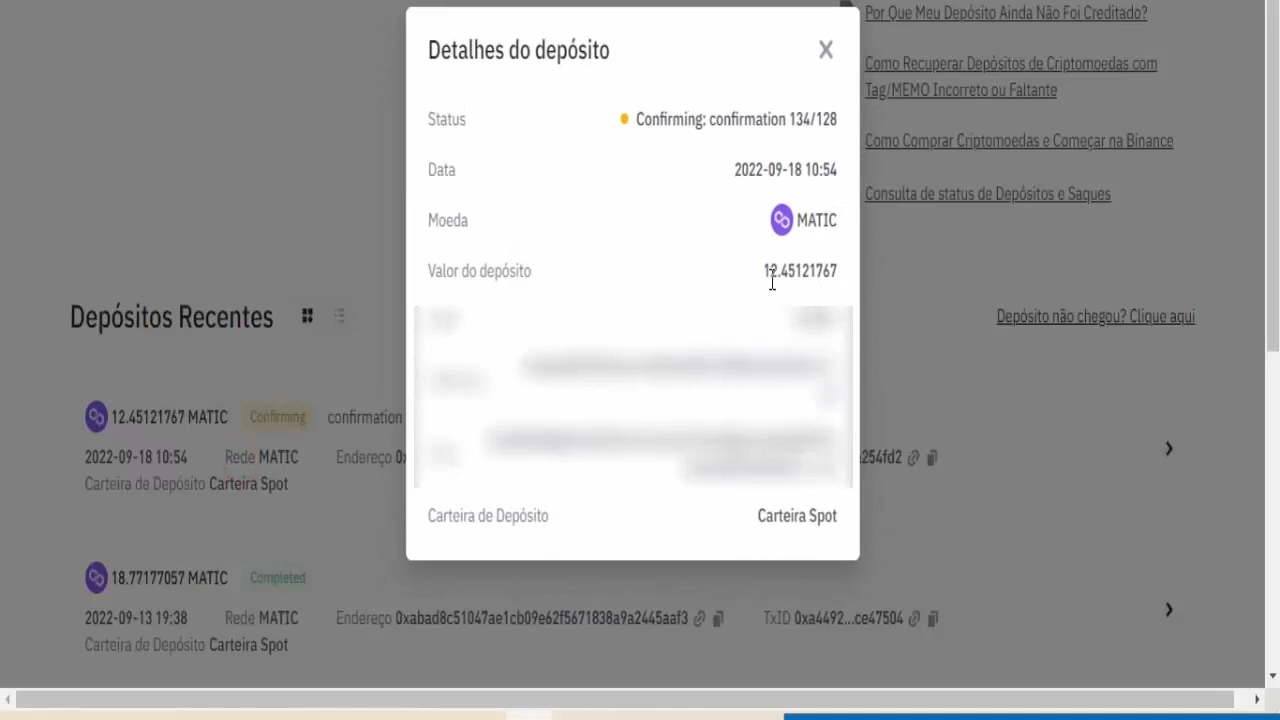 Por Que Meu Depósito Ainda Não Foi Creditado?
Detalhes do depósito X
Como Recuperar Depósitos de Criptomoedas com
Tag/MEMO Incorreto ou Faltante
Status Confirming: confirmation 134/128
Como Comprar Criptomoedas e Começar na Binance
Data 2022-09-18 10:54
Consulta de status de Depósitos e Saques
Moeda MATIC
Valor do depósito 12.45121767
Depósitos Recentes
Depósito não chegou? Clique aqui
12.45121767 MATIC Confirming confirmation
2022-09-18 10:54 Rede MATIC Endereço 254fd2
Carteira de Depósito Carteira Spot
Carteira de Depósito Carteira Spot
18.77177057 MATIC Completed
2022-09-13 19:38 Rede MATIC Endereço 0xabad8c51047ae1cb09e62f5671838a9a2445aaf3 TxID 0xa4492...ce47504
Carteira de Depósito Carteira Spot